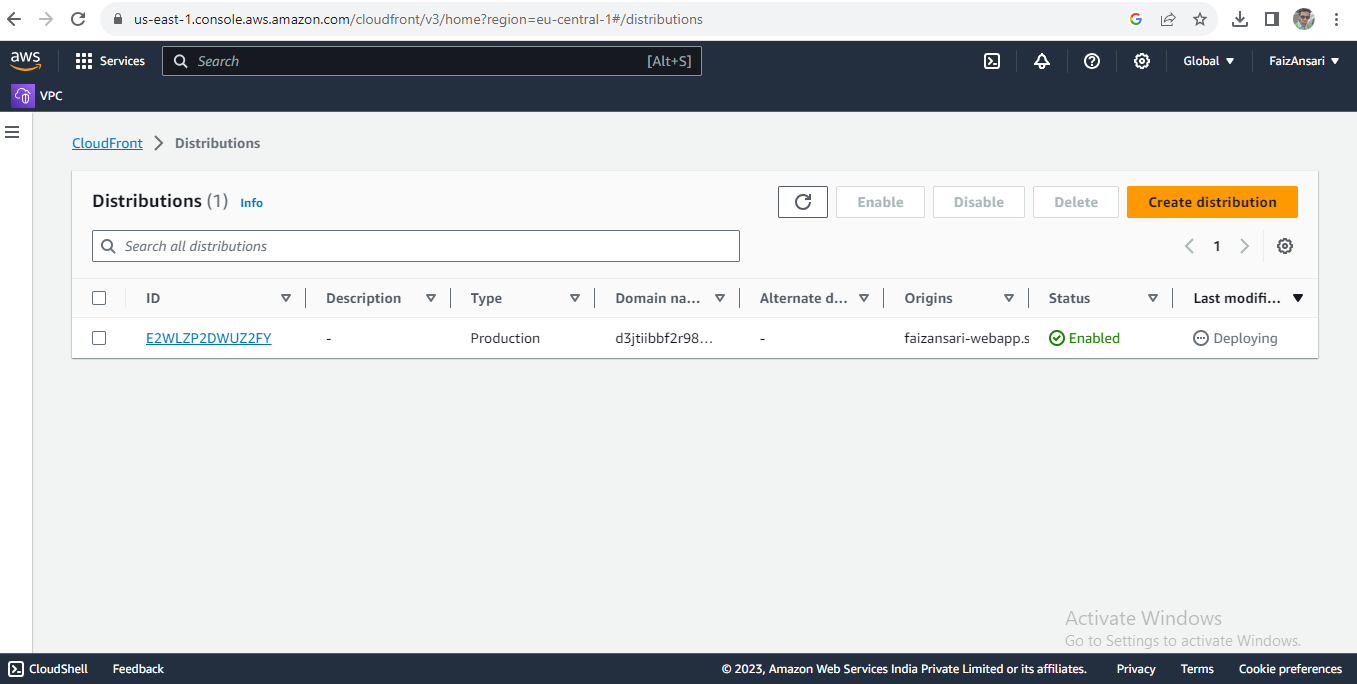 us-east-1.console.aws.amazon.com/cloudfront/v3/home?region=eu-central-1#/distributions
aws Services Search [Alt+S] Global FaizAnsari
VPC
CloudFront Distributions
Distributions (1) Info Enable Disable Delete Create distribution
Search all distributions 1
ID Description Type Domain na... Alternate d... Origins Status Last modifi...
E2WLZP2DWUZ2FY - Production d3jtiibbf2r98... - faizansari-webapp.s Enabled Deploying
Activate Windows
Go to Settings to activate Windows.
CloudShell Feedback © 2023, Amazon Web Services India Private Limited or its affiliates. Privacy Terms Cookie preferences